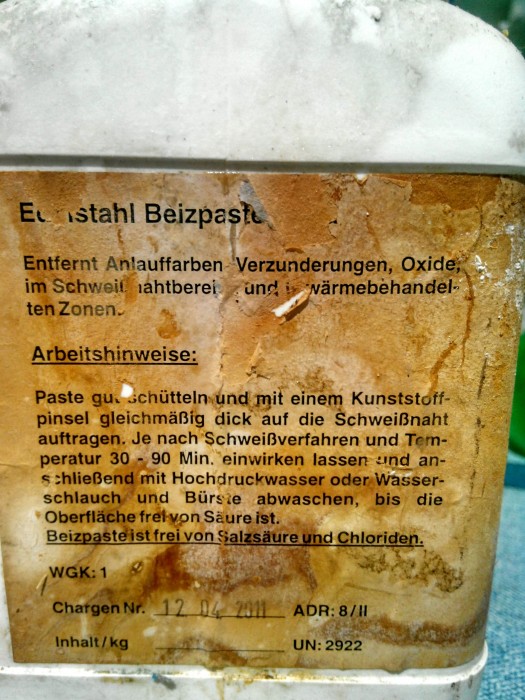 Edelstahl Beizpaste
Entfernt Anlauffarben Verzunderungen, Oxide,
im Schweißnahtbereich und in wärmebehandel-
ten Zonen.
Arbeitshinweise:
Paste gut schütteln und mit einem Kunststoff-
pinsel gleichmäßig dick auf die Schweißnaht
auftragen. Je nach Schweißverfahren und Tem-
peratur 30 - 90 Min. einwirken lassen und an-
schließend mit Hochdruckwasser oder Wasser-
schlauch und Bürste abwaschen, bis die
Oberfläche frei von Säure ist.
Beizpaste ist frei von Salzsäure und Chloriden.
WGK: 1
Chargen Nr. 12 04 2011 ADR: 8/II
Inhalt/kg UN: 2922